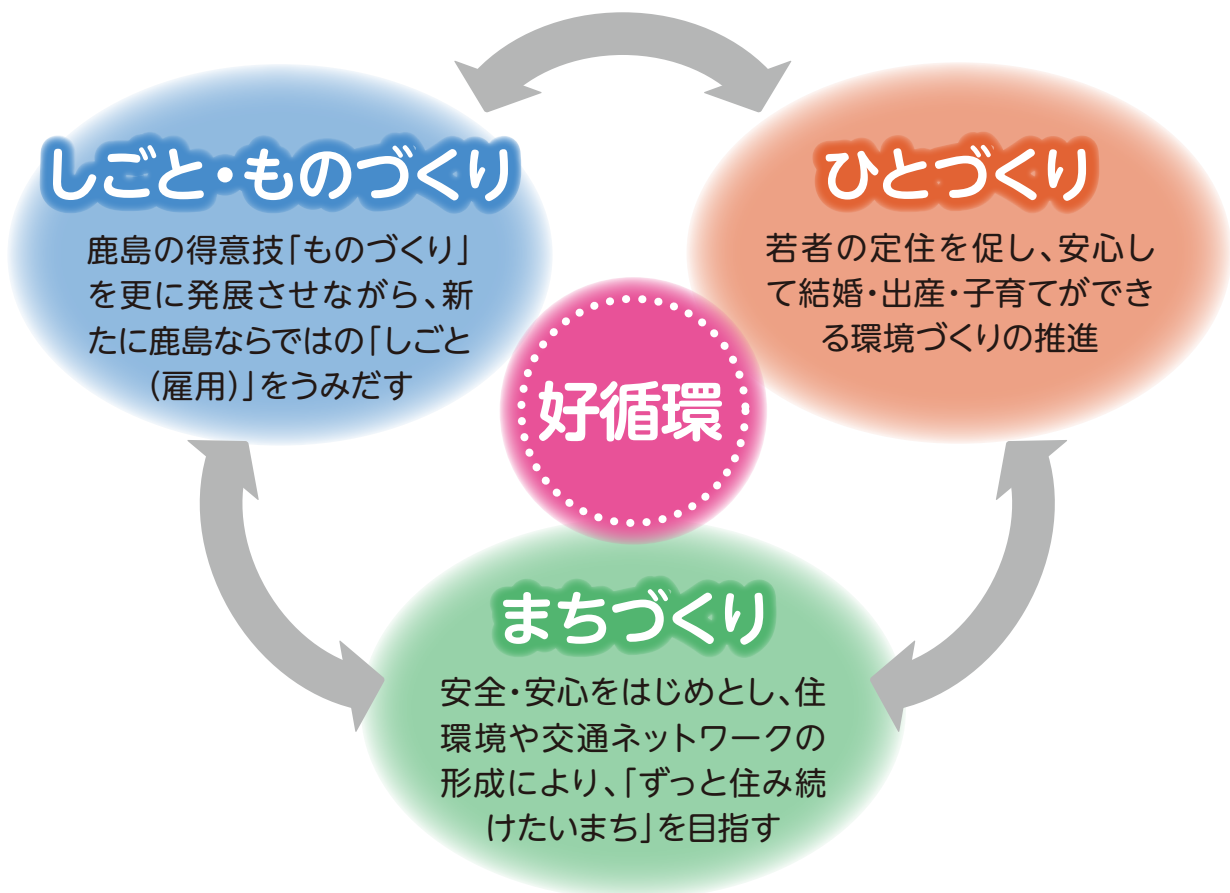 しごと・ものづくり
鹿島の得意技「ものづくり」
を更に発展させながら、新
たに鹿島ならではの「しごと
(雇用)」をうみだす
ひとづくり
若者の定住を促し、安心し
て結婚・出産・子育てができ
る環境づくりの推進
好循環
まちづくり
安全・安心をはじめとし、住
環境や交通ネットワークの
形成により、「ずっと住み続
けたいまち」を目指す